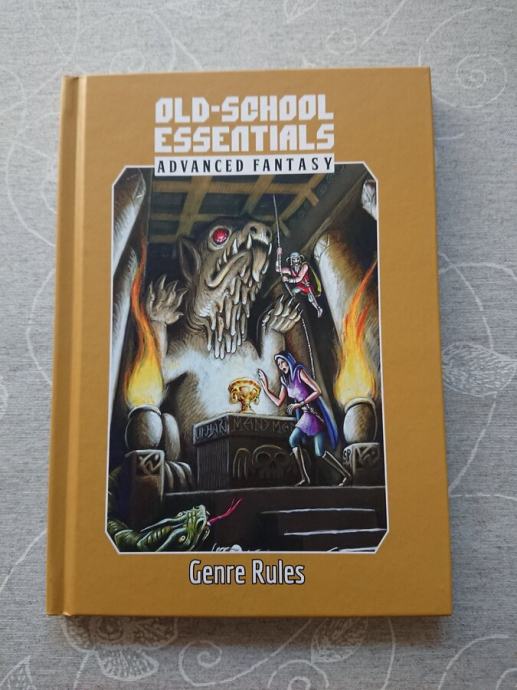 OLD-SCHOOL
ESSENTIALS
ADVANCED FANTASY
Genre Rules